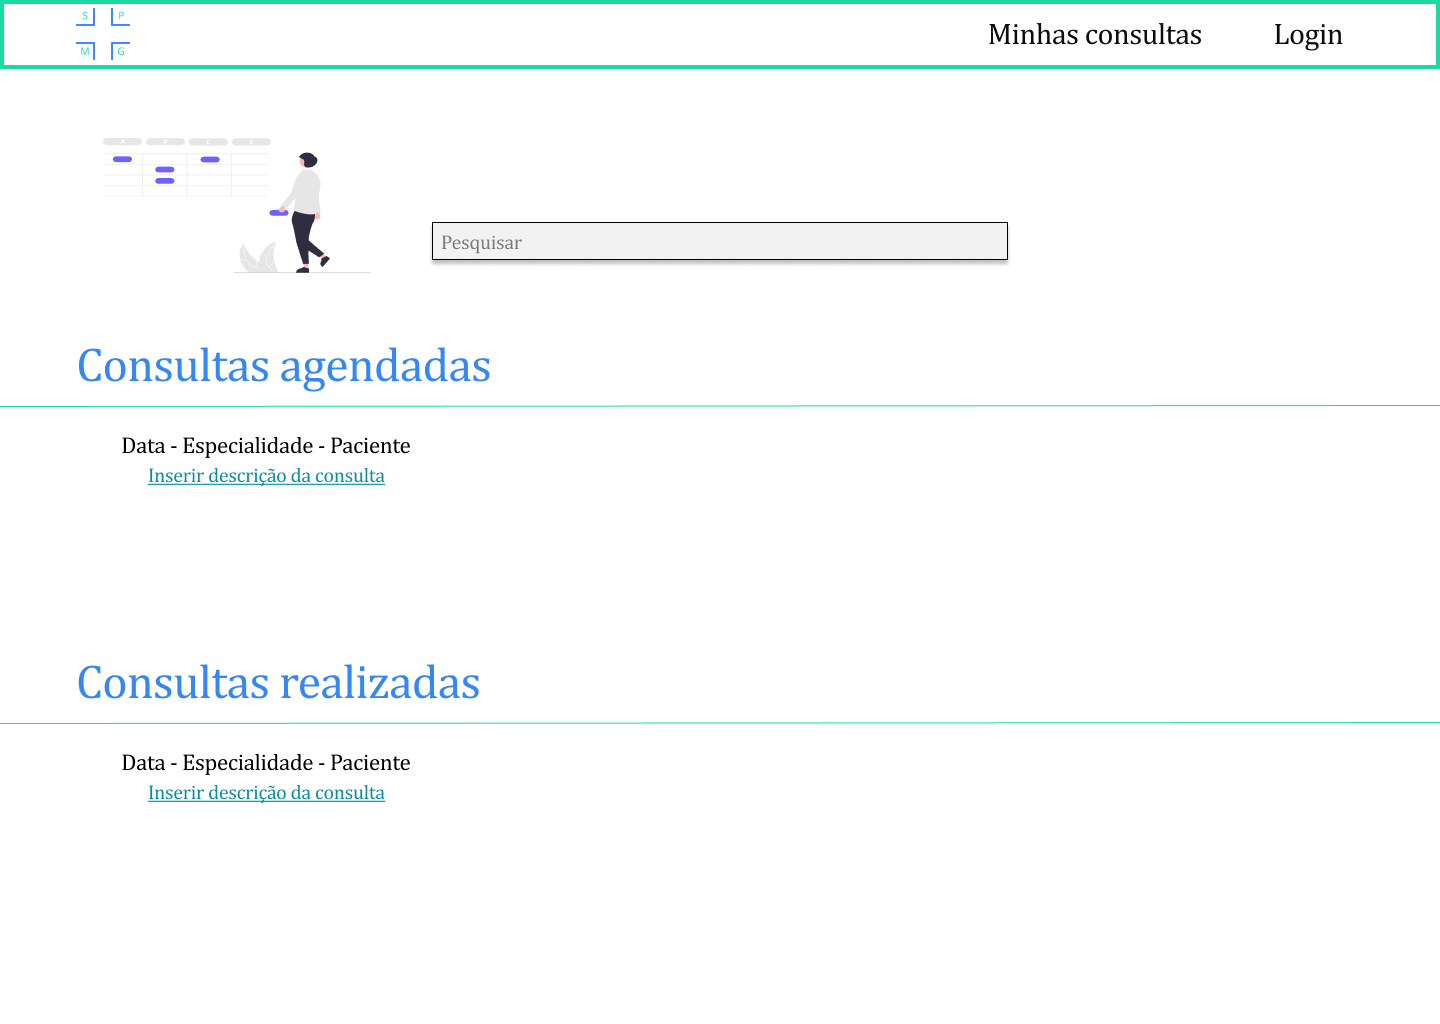 S P
M G
Minhas consultas
Login
Pesquisar
Consultas agendadas
Data - Especialidade - Paciente
Inserir descrição da consulta
Consultas realizadas
Data - Especialidade - Paciente
Inserir descrição da consulta